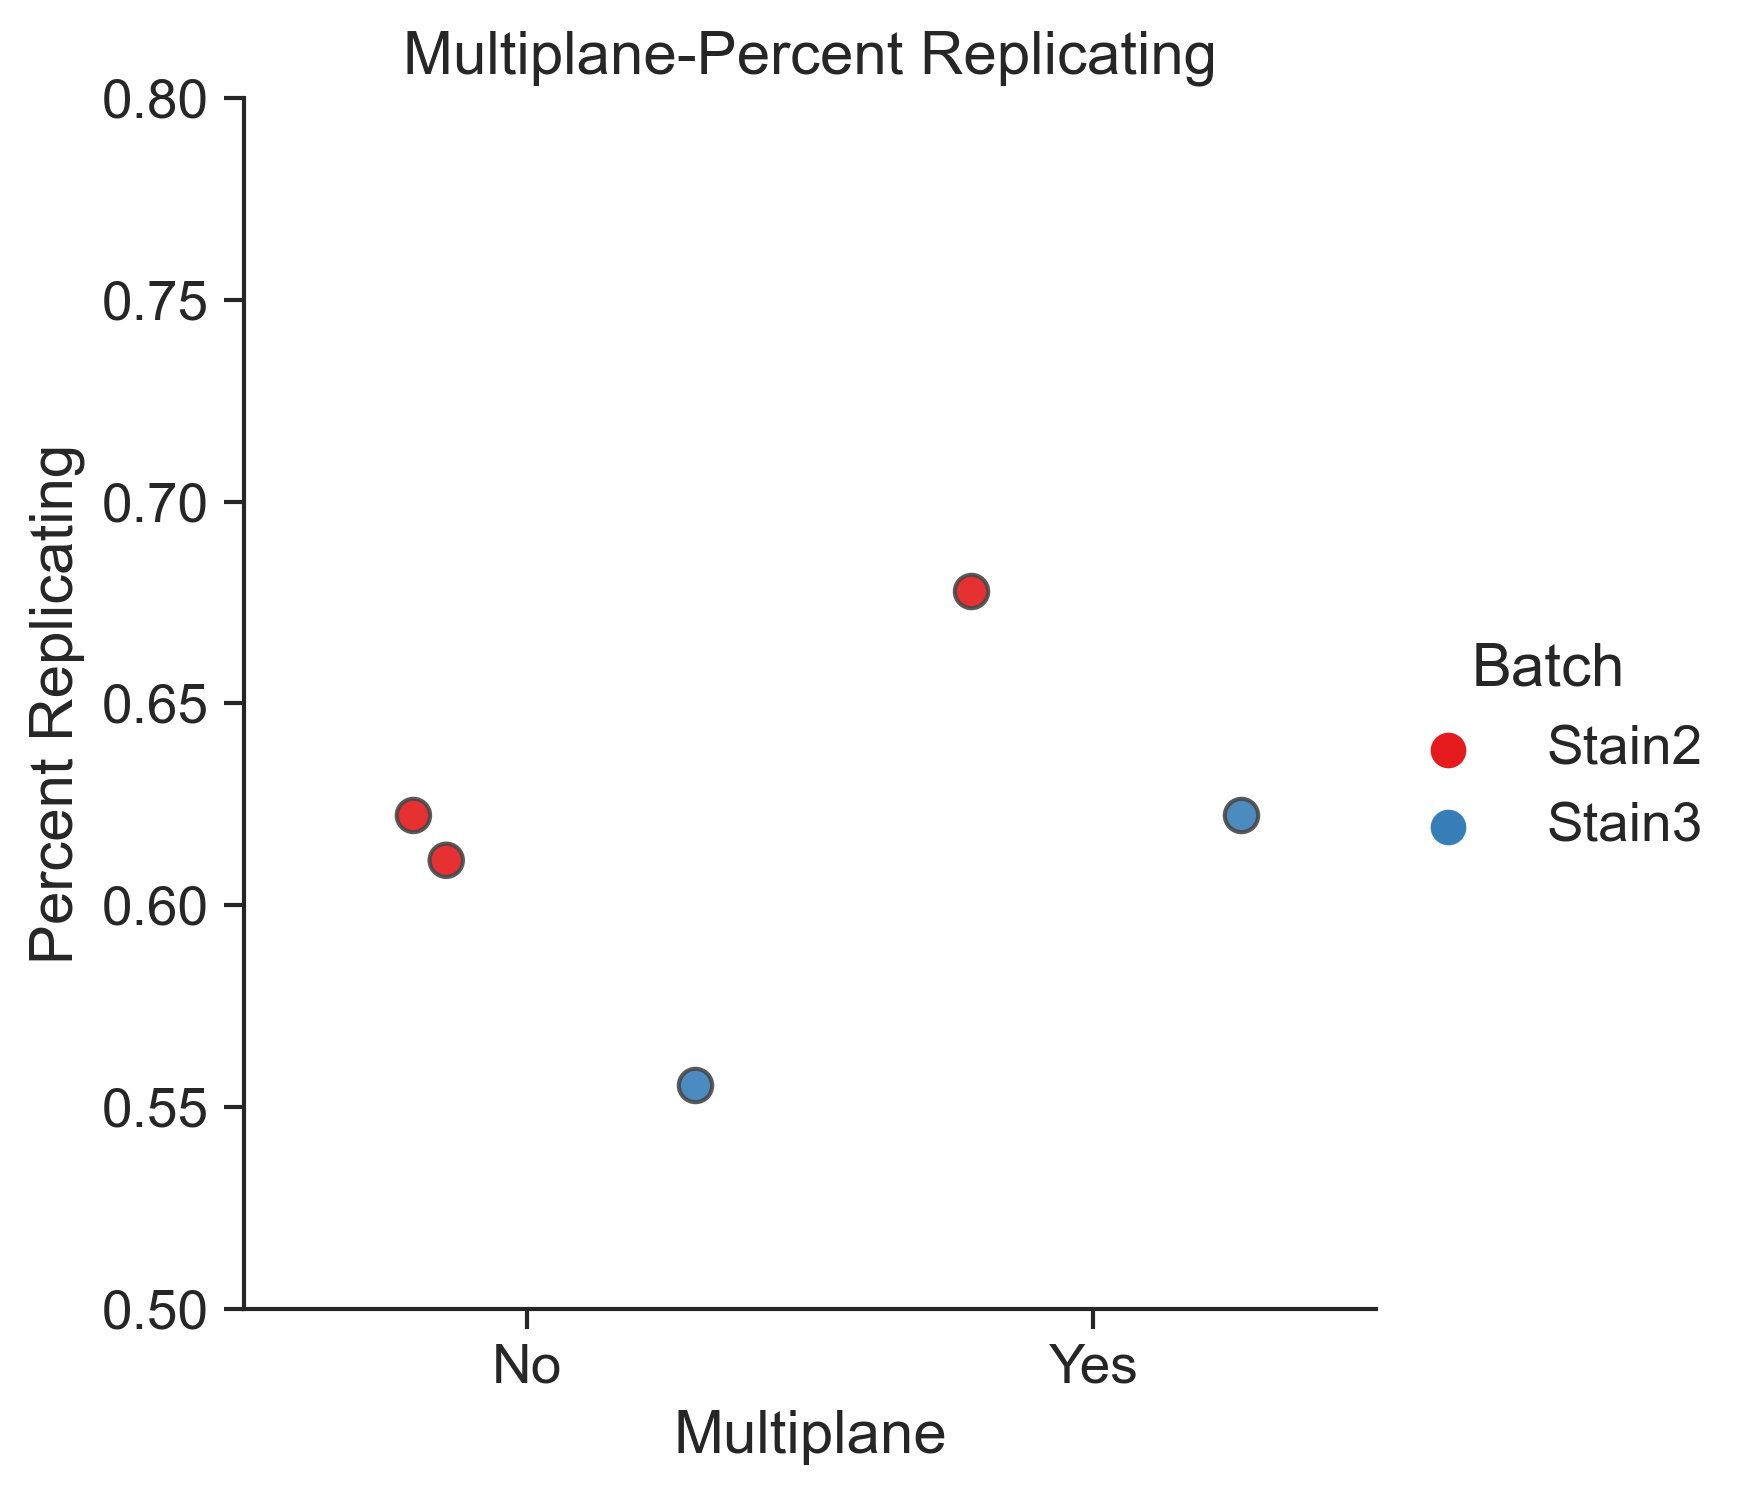 Multiplane-Percent Replicating
0.80
0.75
0.70
0.65
0.60
0.55
0.50
Percent Replicating
No
Yes
Multiplane
Batch
Stain2
Stain3